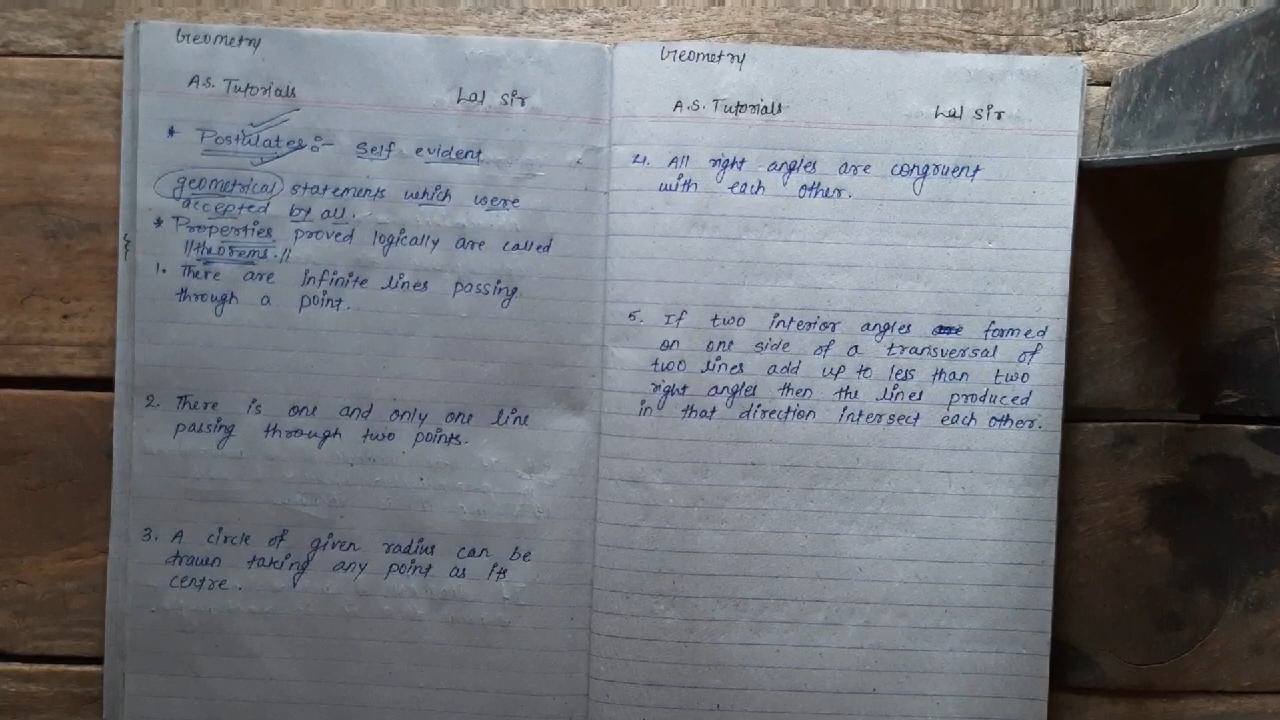 Geometry
A.S. Tutorials Lal Sir
* Postulates :- Self evident
geometrical statements which were
accepted by all.
* Properties proved logically are called
//theorems.//
1. There are infinite lines passing
through a point.
2. There is one and only one line
passing through two points.
3. A circle of given radius can be
drawn taking any point as its
centre.
Geometry
A.S. Tutorials Lal Sir
4. All right angles are congruent
with each other.
5. If two interior angles formed
on one side of a transversal of
two lines add up to less than two
right angles then the lines produced
in that direction intersect each other.